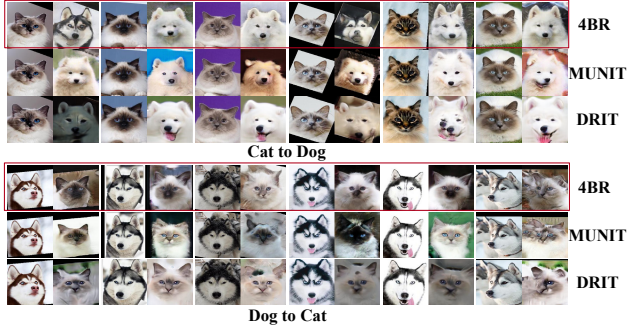 4BR
MUNIT
DRIT
Cat to Dog
4BR
MUNIT
DRIT
Dog to Cat